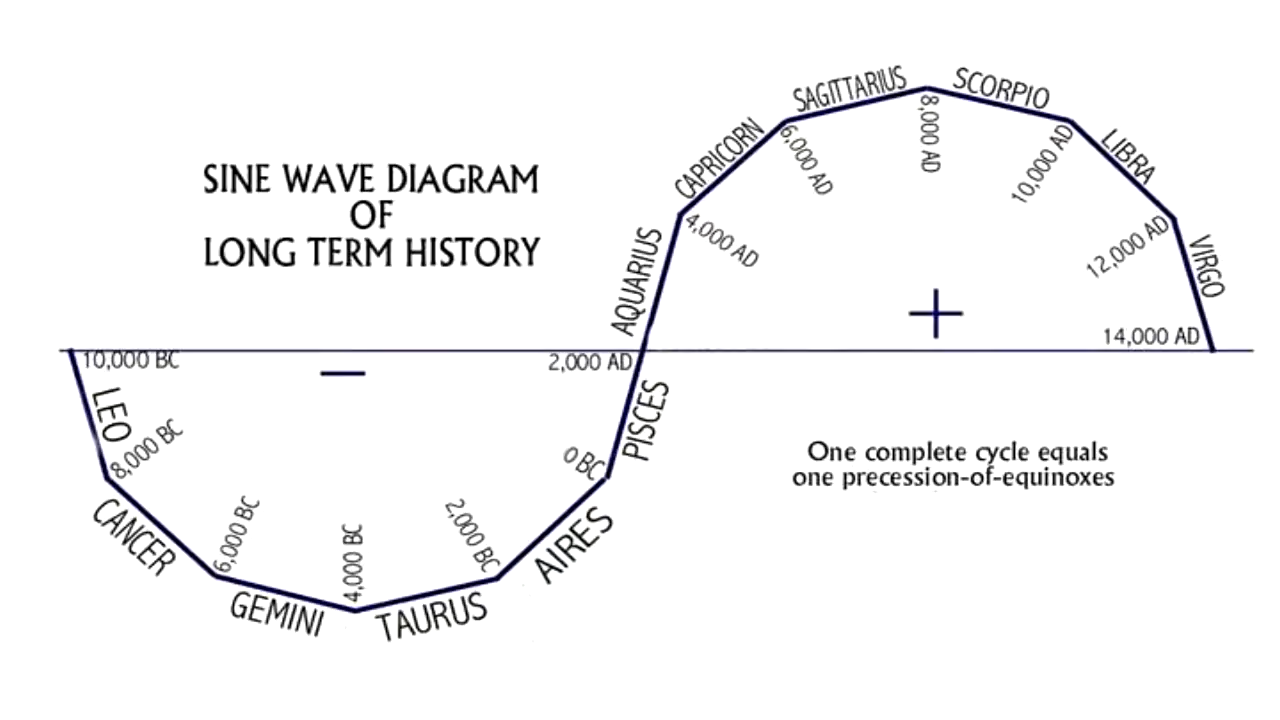 SINE WAVE DIAGRAM
OF
LONG TERM HISTORY
10,000 BC
LEO
8,000 BC
CANCER
6,000 BC
GEMINI
4,000 BC
TAURUS
2,000 BC
AIRES
0 BC
PISCES
2,000 AD
AQUARIUS
4,000 AD
CAPRICORN
6,000 AD
SAGITTARIUS
8,000 AD
SCORPIO
10,000 AD
LIBRA
12,000 AD
VIRGO
14,000 AD
−
+
One complete cycle equals
one precession-of-equinoxes